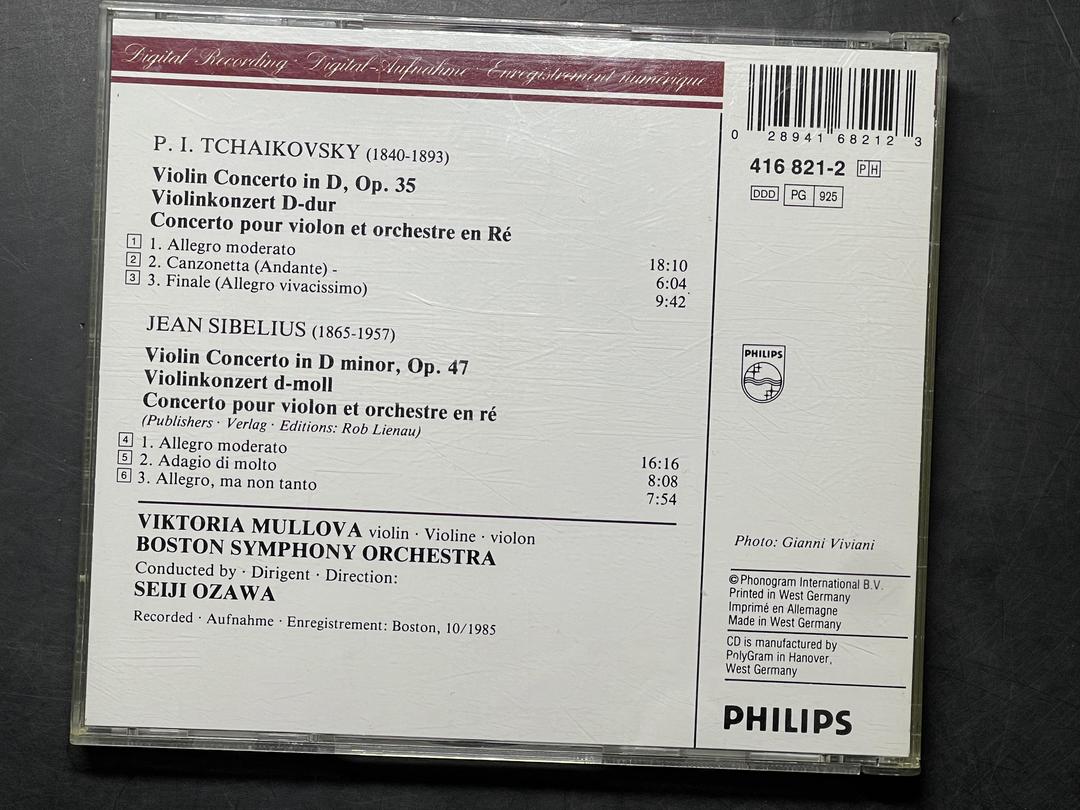 Digital Recording · Digital-Aufnahme · Enregistrement numérique
P. I. TCHAIKOVSKY (1840-1893)
Violin Concerto in D, Op. 35
Violinkonzert D-dur
Concerto pour violon et orchestre en Ré
1 1. Allegro moderato 18:10
2 2. Canzonetta (Andante) - 6:04
3 3. Finale (Allegro vivacissimo) 9:42
JEAN SIBELIUS (1865-1957)
Violin Concerto in D minor, Op. 47
Violinkonzert d-moll
Concerto pour violon et orchestre en ré
(Publishers · Verlag · Editions: Rob Lienau)
4 1. Allegro moderato 16:16
5 2. Adagio di molto 8:08
6 3. Allegro, ma non tanto 7:54
VIKTORIA MULLOVA violin · Violine · violon
BOSTON SYMPHONY ORCHESTRA
Conducted by · Dirigent · Direction:
SEIJI OZAWA
Recorded · Aufnahme · Enregistrement: Boston, 10/1985
0 28941 68212 3
416 821-2 PH
DDD PG 925
PHILIPS
Photo: Gianni Viviani
© Phonogram International B.V.
Printed in West Germany
Imprimé en Allemagne
Made in West Germany
CD is manufactured by
PolyGram in Hanover,
West Germany
PHILIPS